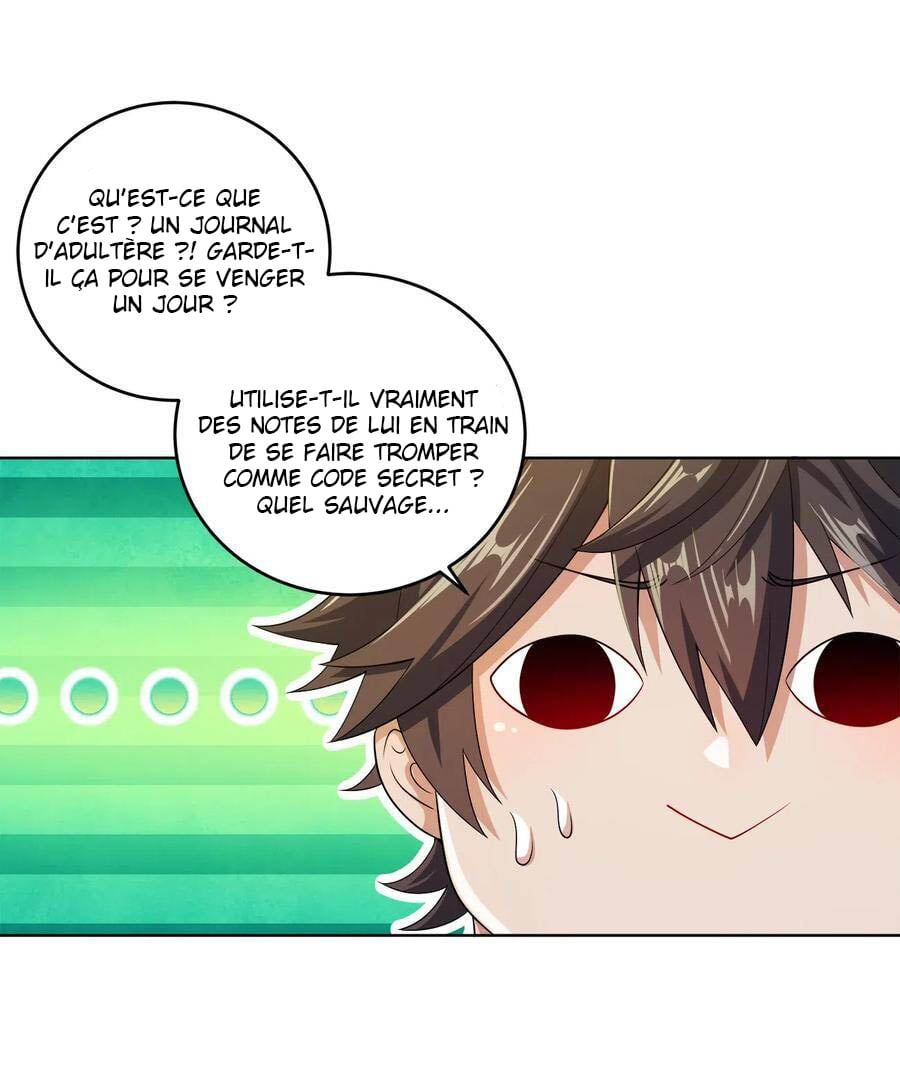 QU'EST-CE QUE
C'EST ? UN JOURNAL
D'ADULTÈRE ?! GARDE-T-
IL ÇA POUR SE VENGER
UN JOUR ?
UTILISE-T-IL VRAIMENT
DES NOTES DE LUI EN TRAIN
DE SE FAIRE TROMPER
COMME CODE SECRET ?
QUEL SAUVAGE...